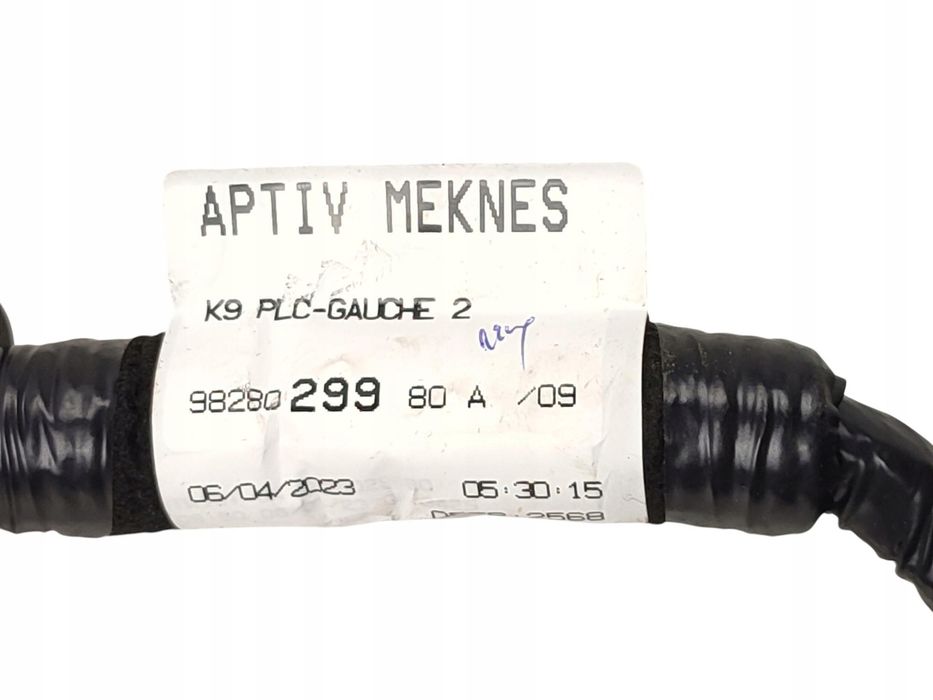 APTIV MEKNES
K9 PLC-GAUCHE 2
98280 299 80 A /09
06/04/2023 05:30:15